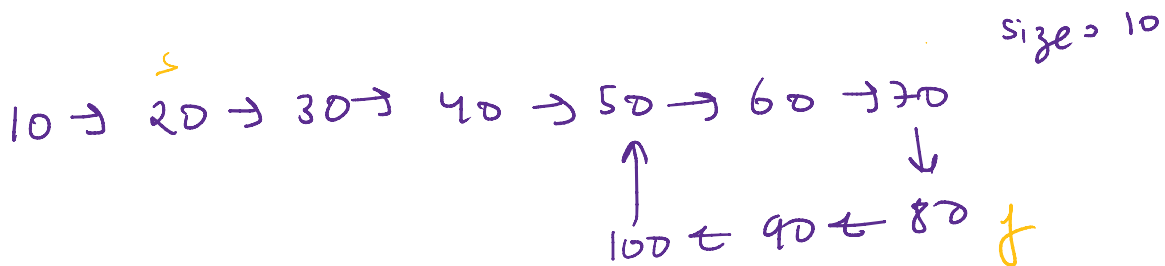 size = 10
s
10 → 20 → 30 → 40 → 50 → 60 → 70
↑ ↓
100 ← 90 ← 80 f